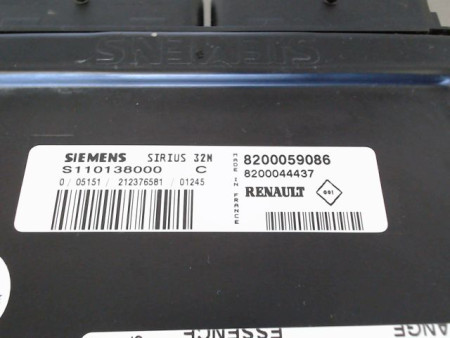 SIEMENS
SIEMENS SIRIUS 32N
S110138000 C
0 / 05151 / 212376581 / 01245
MADE IN FRANCE
8200059086
8200044437
RENAULT
ESSENCE